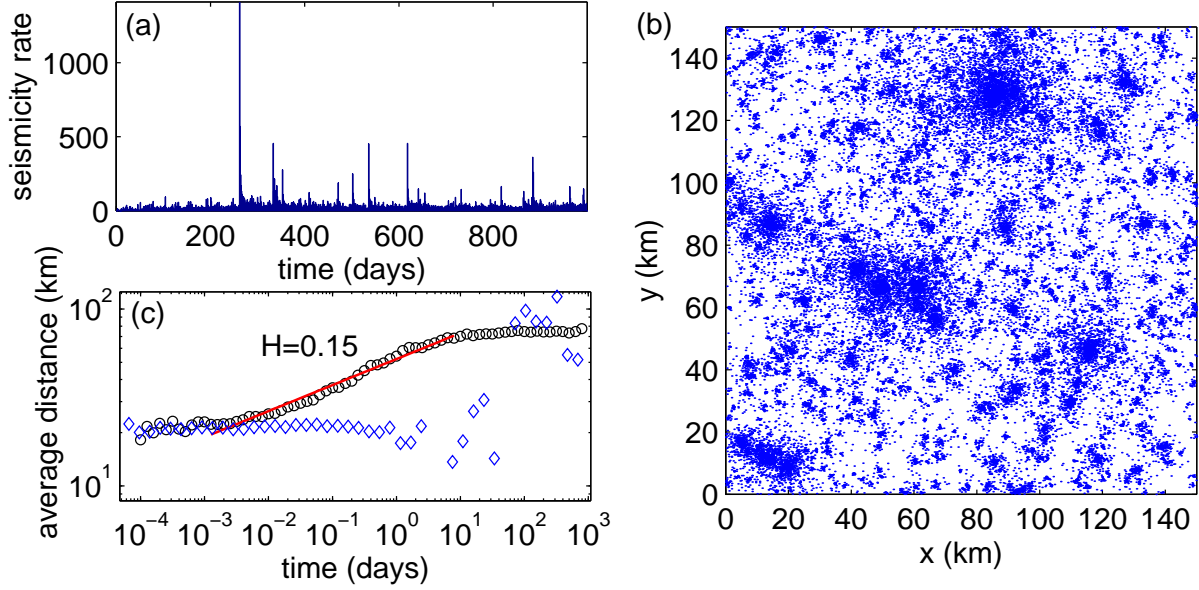 (a)
seismicity rate
1000
500
0
0 200 400 600 800
time (days)
(b)
y (km)
140
120
100
80
60
40
20
0
0 20 40 60 80 100 120 140
x (km)
(c)
average distance (km)
10²
10¹
H=0.15
10⁻⁴ 10⁻³ 10⁻² 10⁻¹ 10⁰ 10¹ 10² 10³
time (days)